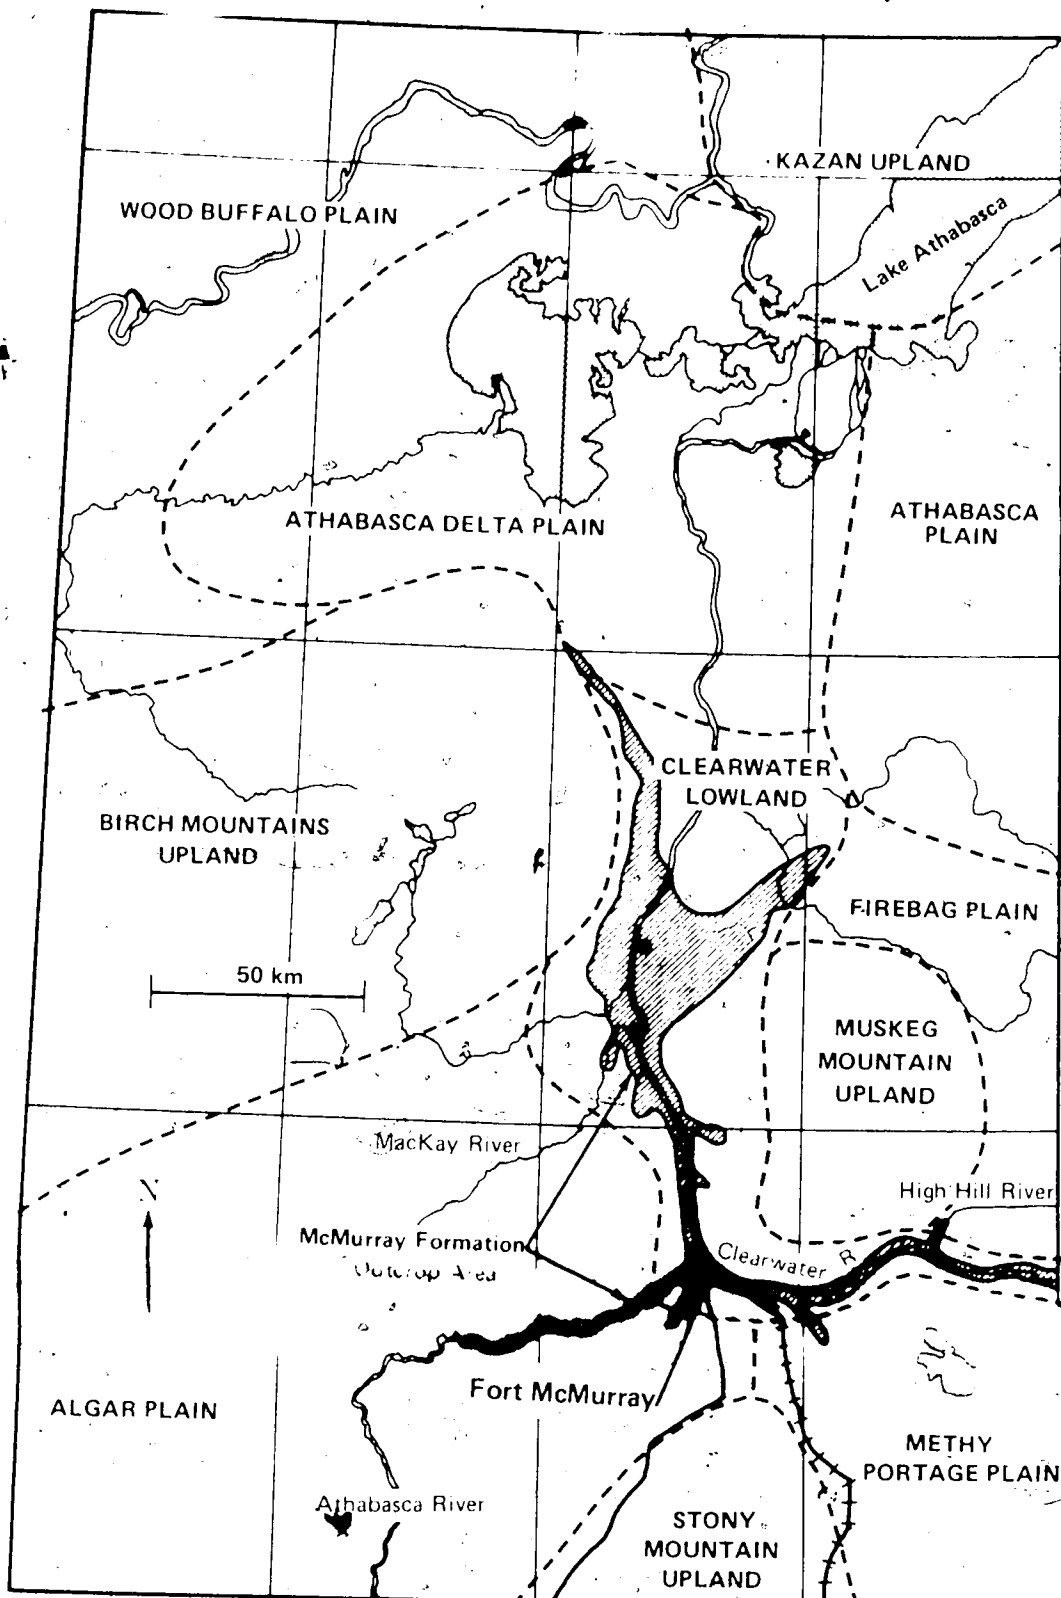 KAZAN UPLAND
WOOD BUFFALO PLAIN
Lake Athabasca
ATHABASCA DELTA PLAIN
ATHABASCA
PLAIN
CLEARWATER
LOWLAND
BIRCH MOUNTAINS
UPLAND
FIREBAG PLAIN
50 km
MUSKEG
MOUNTAIN
UPLAND
MacKay River
N
High Hill River
McMurray Formation
Outcrop Area
Clearwater R
Fort McMurray
ALGAR PLAIN
METHY
PORTAGE PLAIN
Athabasca River
STONY
MOUNTAIN
UPLAND